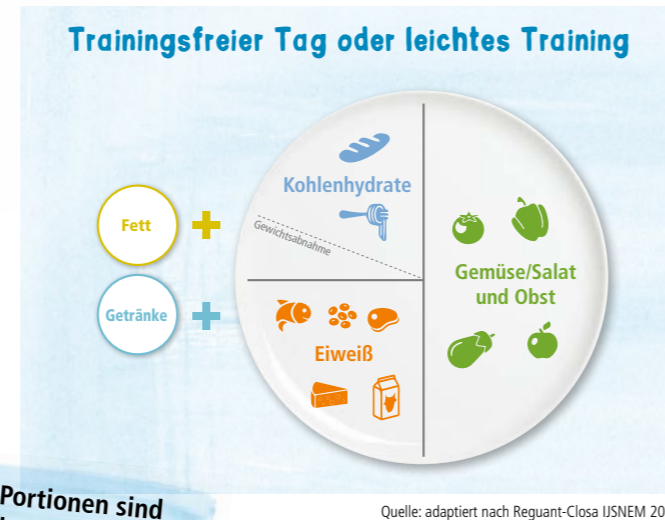 Trainingsfreier Tag oder leichtes Training
Kohlenhydrate
Gewichtsabnahme
Fett
Getränke
Gemüse/Salat
und Obst
Eiweiß
Portionen sind
Quelle: adaptiert nach Reguant-Closa IJSNEM 20